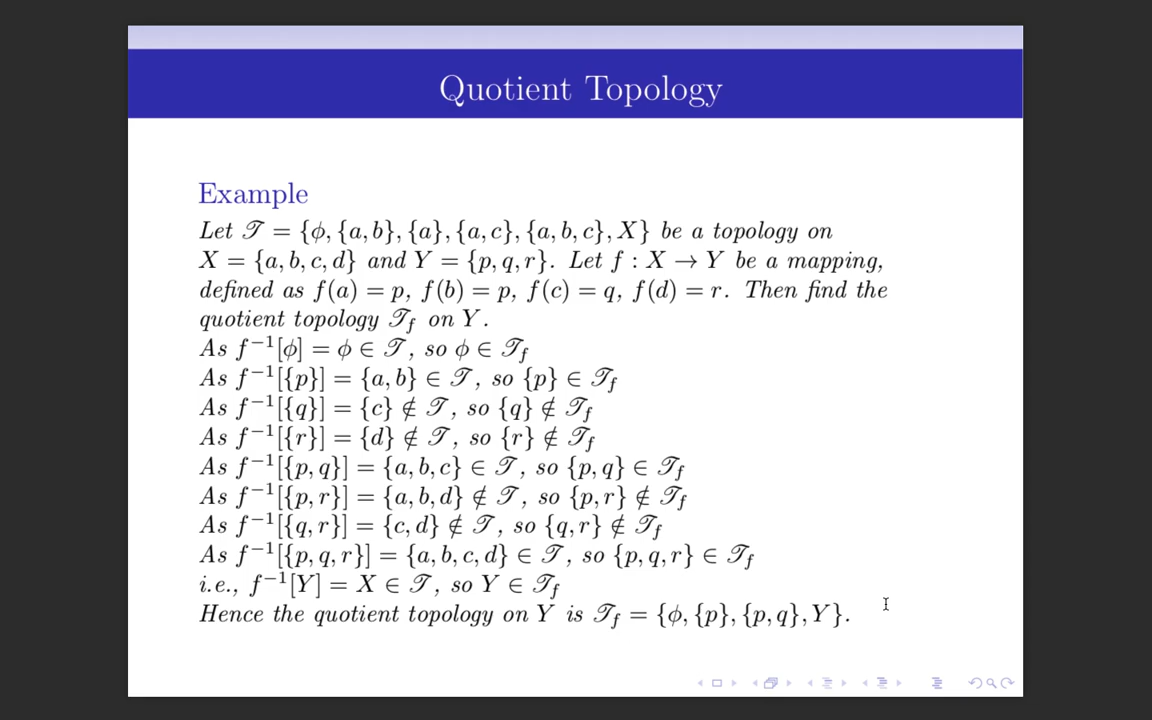 Quotient Topology
Example
Let 𝒯 = {ϕ, {a, b}, {a}, {a, c}, {a, b, c}, X} be a topology on
X = {a, b, c, d} and Y = {p, q, r}. Let f : X → Y be a mapping,
defined as f(a) = p, f(b) = p, f(c) = q, f(d) = r. Then find the
quotient topology 𝒯_f on Y.
As f⁻¹[ϕ] = ϕ ∈ 𝒯, so ϕ ∈ 𝒯_f
As f⁻¹[{p}] = {a, b} ∈ 𝒯, so {p} ∈ 𝒯_f
As f⁻¹[{q}] = {c} ∉ 𝒯, so {q} ∉ 𝒯_f
As f⁻¹[{r}] = {d} ∉ 𝒯, so {r} ∉ 𝒯_f
As f⁻¹[{p, q}] = {a, b, c} ∈ 𝒯, so {p, q} ∈ 𝒯_f
As f⁻¹[{p, r}] = {a, b, d} ∉ 𝒯, so {p, r} ∉ 𝒯_f
As f⁻¹[{q, r}] = {c, d} ∉ 𝒯, so {q, r} ∉ 𝒯_f
As f⁻¹[{p, q, r}] = {a, b, c, d} ∈ 𝒯, so {p, q, r} ∈ 𝒯_f
i.e., f⁻¹[Y] = X ∈ 𝒯, so Y ∈ 𝒯_f
Hence the quotient topology on Y is 𝒯_f = {ϕ, {p}, {p, q}, Y}.